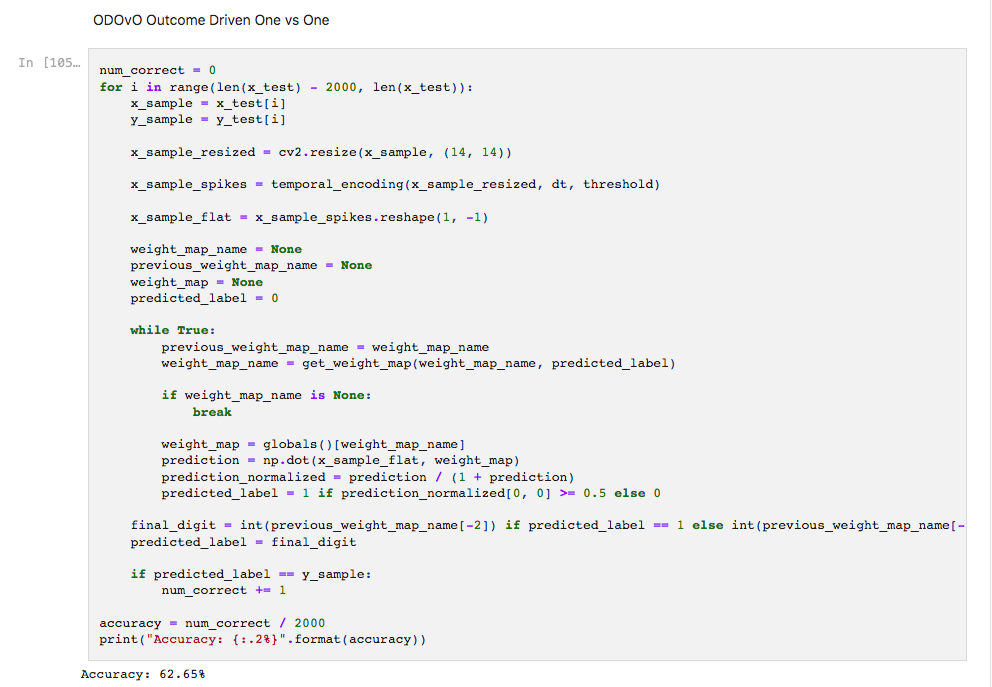 ODOvO Outcome Driven One vs One
In [105…
num_correct = 0
for i in range(len(x_test) - 2000, len(x_test)):
    x_sample = x_test[i]
    y_sample = y_test[i]
    x_sample_resized = cv2.resize(x_sample, (14, 14))
    x_sample_spikes = temporal_encoding(x_sample_resized, dt, threshold)
    x_sample_flat = x_sample_spikes.reshape(1, -1)
    weight_map_name = None
    previous_weight_map_name = None
    weight_map = None
    predicted_label = 0
    while True:
        previous_weight_map_name = weight_map_name
        weight_map_name = get_weight_map(weight_map_name, predicted_label)
        if weight_map_name is None:
            break
        weight_map = globals()[weight_map_name]
        prediction = np.dot(x_sample_flat, weight_map)
        prediction_normalized = prediction / (1 + prediction)
        predicted_label = 1 if prediction_normalized[0, 0] >= 0.5 else 0
    final_digit = int(previous_weight_map_name[-2]) if predicted_label == 1 else int(previous_weight_map_name[-
    predicted_label = final_digit
    if predicted_label == y_sample:
        num_correct += 1
accuracy = num_correct / 2000
print("Accuracy: {:.2%}".format(accuracy))
Accuracy: 62.65%